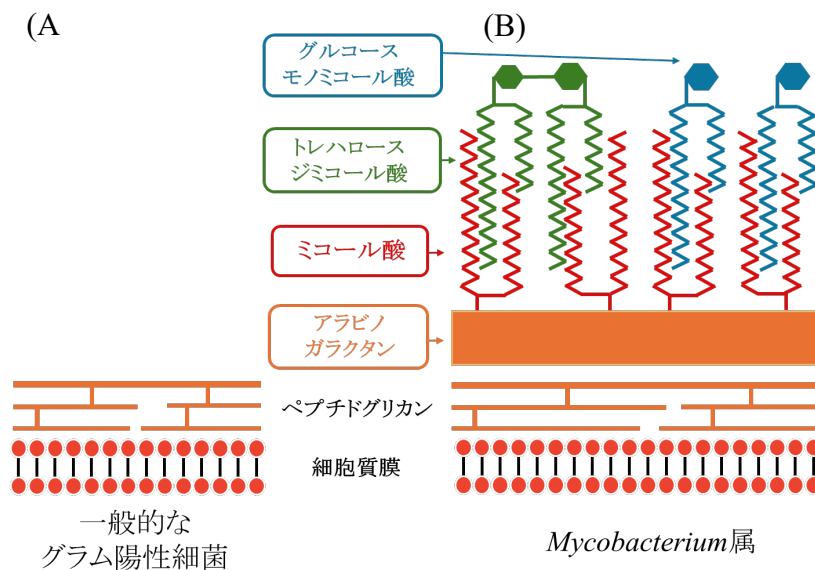 (A
(B)
グルコース
モノミコール酸
トレハロース
ジミコール酸
ミコール酸
アラビノ
ガラクタン
ペプチドグリカン
細胞質膜
一般的な
グラム陽性細菌
Mycobacterium属